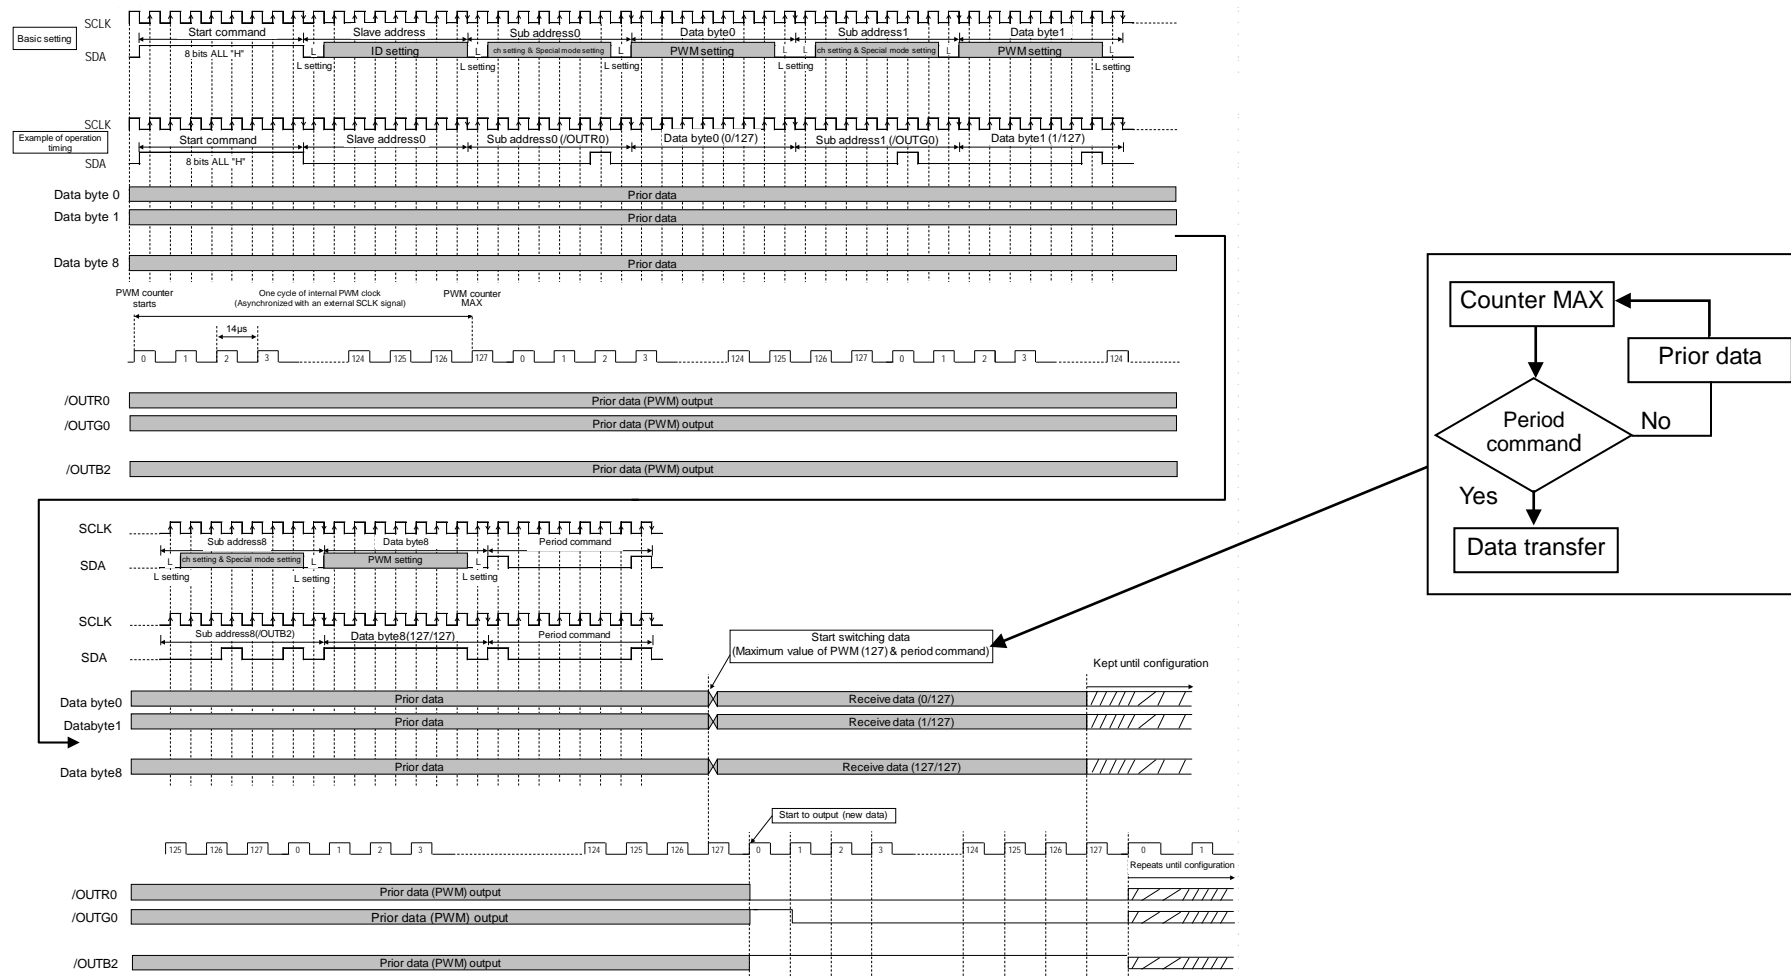 SCLK
Basic setting
Start command
Slave address
Sub address0
Data byte0
Sub address1
Data byte1
SDA
8 bits ALL "H"
L
ID setting
L
ch setting & Special mode setting
L
PWM setting
L
ch setting & Special mode setting
L
PWM setting
L
L setting
L setting
L setting
L setting
L setting
SCLK
Example of operation
timing
Start command
Slave address0
Sub address0 (/OUTR0)
Data byte0 (0/127)
Sub address1 (/OUTG0)
Data byte1 (1/127)
SDA
8 bits ALL "H"
Data byte 0
Prior data
Data byte 1
Prior data
Data byte 8
Prior data
PWM counter
starts
One cycle of internal PWM clock
(Asynchronized with an external SCLK signal)
PWM counter
MAX
14µs
0 1 2 3 124 125 126 127 0 1 2 3 124 125 126 127 0 1 2 3 124
/OUTR0
Prior data (PWM) output
/OUTG0
Prior data (PWM) output
/OUTB2
Prior data (PWM) output
Counter MAX
Prior data
Period
command
No
Yes
Data transfer
SCLK
Sub address8
Data byte8
Period command
SDA
L
ch setting & Special mode setting
L
PWM setting
L
L setting
L setting
L setting
SCLK
Sub address8(/OUTB2)
Data byte8(127/127)
Period command
SDA
Start switching data
(Maximum value of PWM (127) & period command)
Kept until configuration
Data byte0
Prior data
Receive data (0/127)
Databyte1
Prior data
Receive data (1/127)
Data byte8
Prior data
Receive data (127/127)
Start to output (new data)
125 126 127 0 1 2 3 124 125 126 127 0 1 2 3 124 125 126 127 0 1
Repeats until configuration
/OUTR0
Prior data (PWM) output
/OUTG0
Prior data (PWM) output
/OUTB2
Prior data (PWM) output